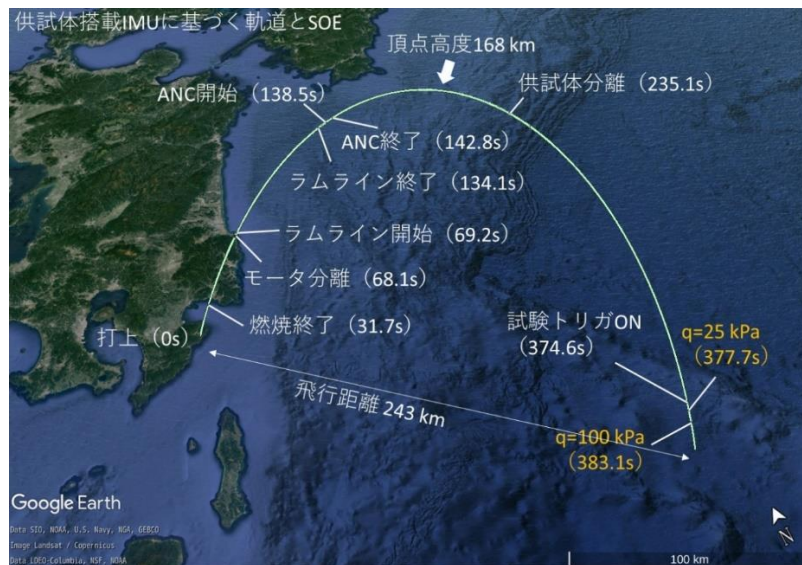 供試体搭載IMUに基づく軌道とSOE
頂点高度168 km
ANC開始（138.5s）
供試体分離（235.1s）
ANC終了（142.8s）
ラムライン終了（134.1s）
ラムライン開始（69.2s）
モータ分離（68.1s）
打上（0s）
燃焼終了（31.7s）
試験トリガON
（374.6s）
q=25 kPa
（377.7s）
飛行距離 243 km
q=100 kPa
（383.1s）
Google Earth
Data SIO, NOAA, U.S. Navy, NGA, GEBCO
Image Landsat / Copernicus
Data LDEO-Columbia, NSF, NOAA
100 km
N